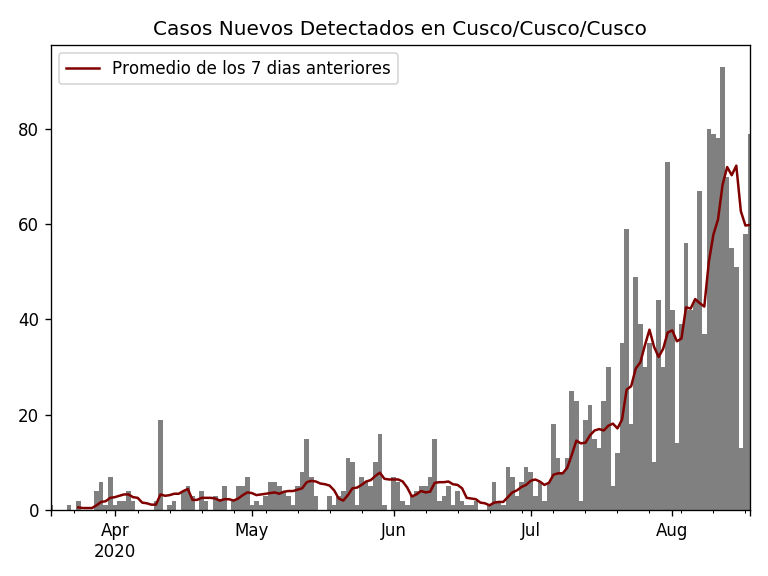 Casos Nuevos Detectados en Cusco/Cusco/Cusco
Promedio de los 7 dias anteriores
80
60
40
20
0
Apr May Jun Jul Aug
2020